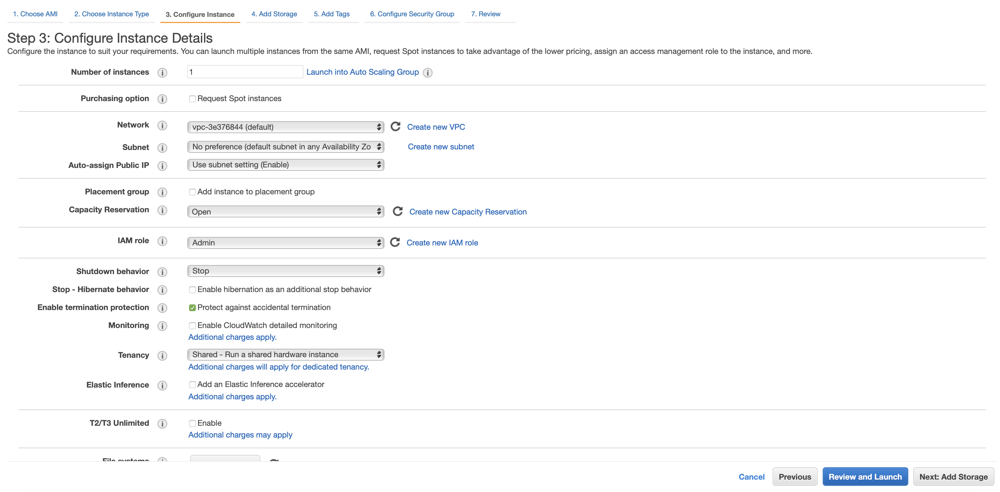 1. Choose AMI 2. Choose Instance Type 3. Configure Instance 4. Add Storage 5. Add Tags 6. Configure Security Group 7. Review
Step 3: Configure Instance Details
Configure the instance to suit your requirements. You can launch multiple instances from the same AMI, request Spot instances to take advantage of the lower pricing, assign an access management role to the instance, and more.
Number of instances i 1 Launch into Auto Scaling Group i
Purchasing option i Request Spot instances
Network i vpc-3e376844 (default) Create new VPC
Subnet i No preference (default subnet in any Availability Zo Create new subnet
Auto-assign Public IP i Use subnet setting (Enable)
Placement group i Add instance to placement group
Capacity Reservation i Open Create new Capacity Reservation
IAM role i Admin Create new IAM role
Shutdown behavior i Stop
Stop - Hibernate behavior i Enable hibernation as an additional stop behavior
Enable termination protection i Protect against accidental termination
Monitoring i Enable CloudWatch detailed monitoring
Additional charges apply.
Tenancy i Shared - Run a shared hardware instance
Additional charges will apply for dedicated tenancy.
Elastic Inference i Add an Elastic Inference accelerator
Additional charges apply.
T2/T3 Unlimited i Enable
Additional charges may apply
File systems i
Cancel Previous Review and Launch Next: Add Storage